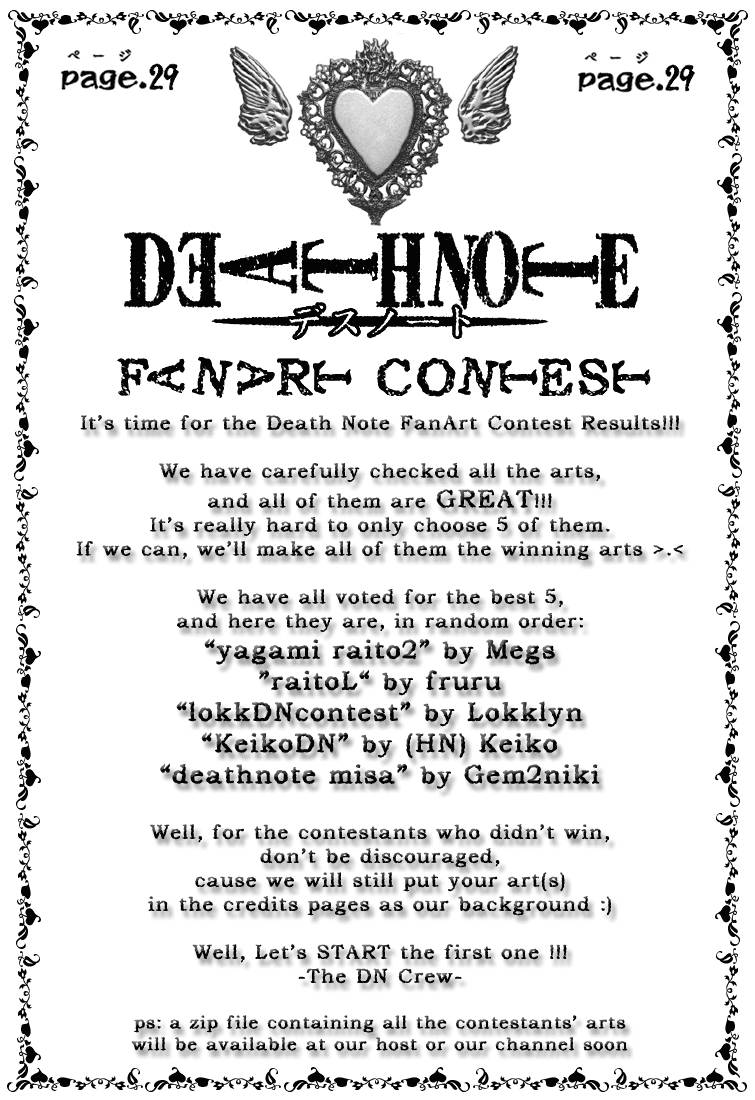 ページ
page.29
ページ
page.29
DEATHNOTE
デスノート
FANART CONTEST
It's time for the Death Note FanArt Contest Results!!!
We have carefully checked all the arts,
and all of them are GREAT!!!
It's really hard to only choose 5 of them.
If we can, we'll make all of them the winning arts >.<
We have all voted for the best 5,
and here they are, in random order:
“yagami raito2” by Megs
”raitoL“ by fruru
“lokkDNcontest” by Lokklyn
“KeikoDN” by (HN) Keiko
“deathnote misa” by Gem2niki
Well, for the contestants who didn't win,
don't be discouraged,
cause we will still put your art(s)
in the credits pages as our background :)
Well, Let's START the first one !!!
-The DN Crew-
ps: a zip file containing all the contestants' arts
will be available at our host or our channel soon